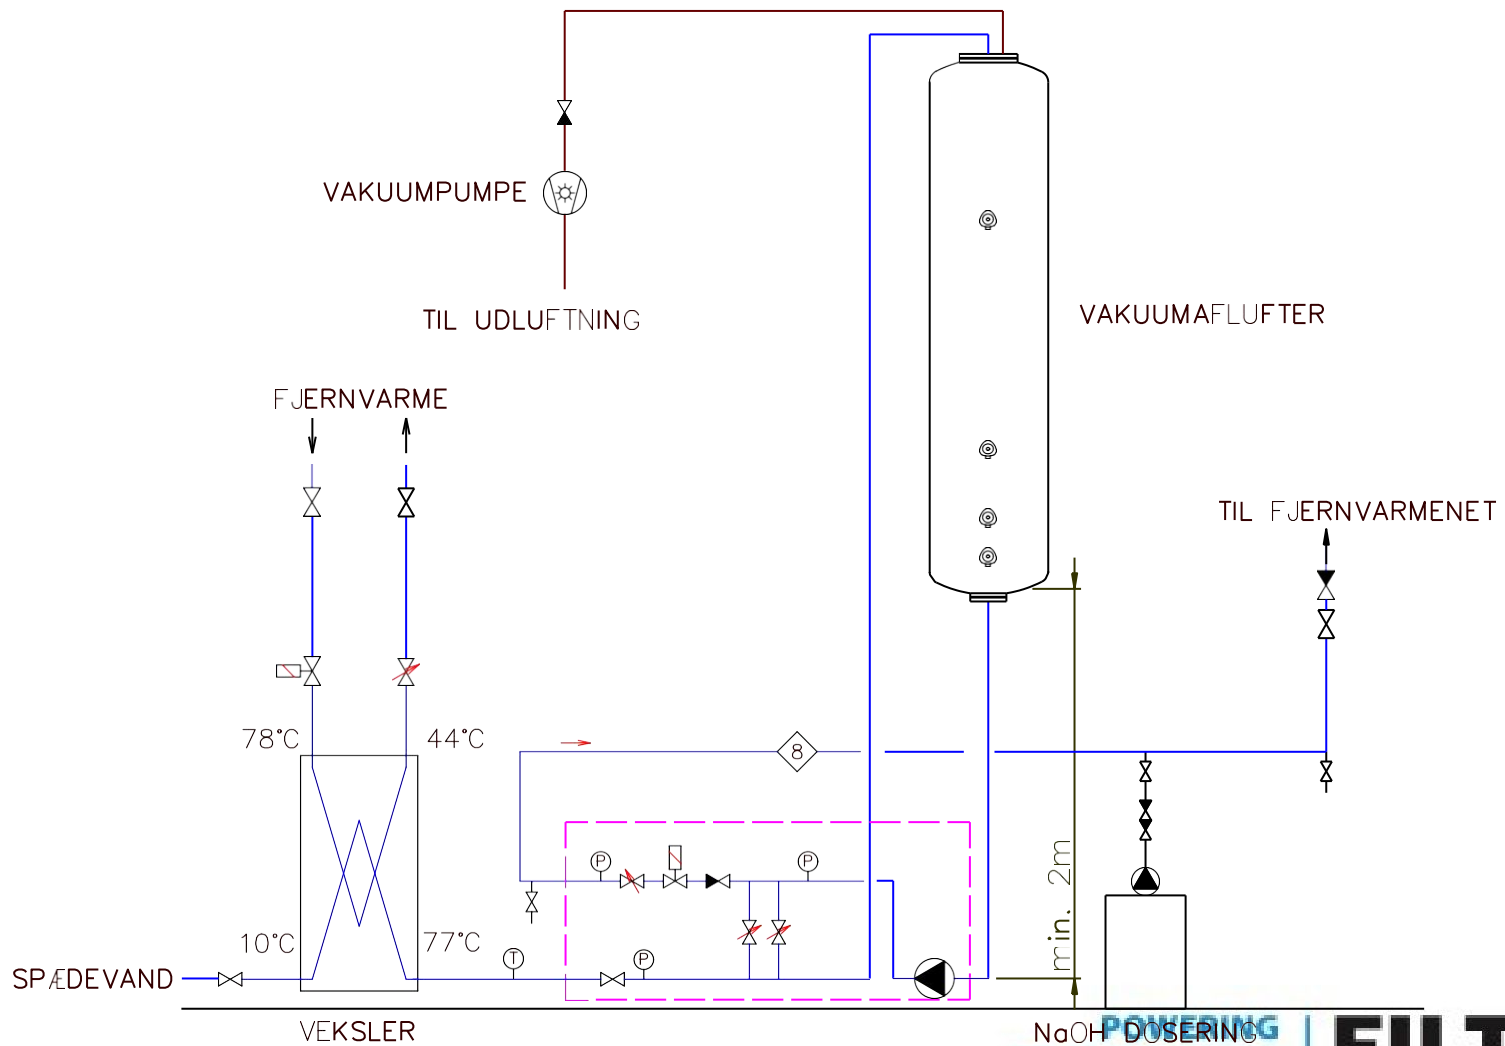 VAKUUMPUMPE
TIL UDLUFTNING
VAKUUMAFLUFTER
FJERNVARME
TIL FJERNVARMENET
78°C
44°C
8
P
P
min. 2m
10°C
77°C
T
P
SPÆDEVAND
VEKSLER
NaOH DOSERING
POWERING